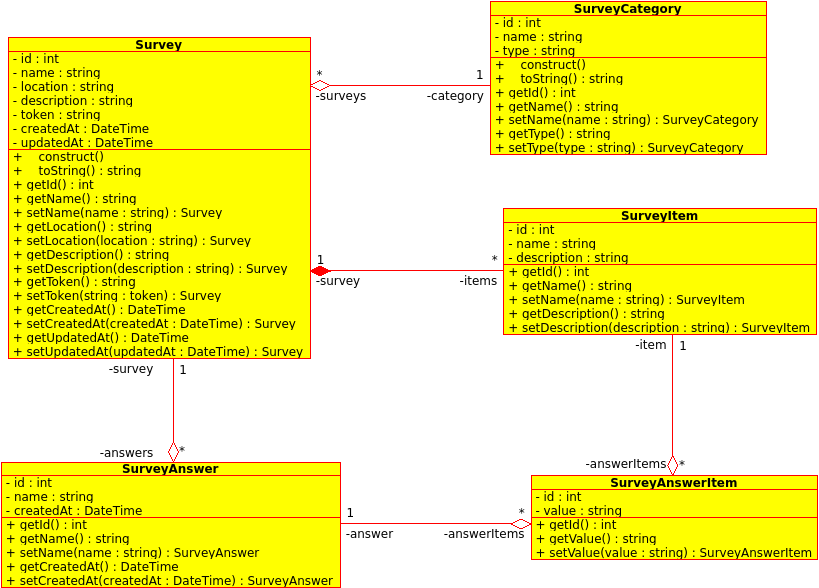 SurveyCategory
- id : int
- name : string
- type : string
+    construct()
+    toString() : string
+ getId() : int
+ getName() : string
+ setName(name : string) : SurveyCategory
+ getType() : string
+ setType(type : string) : SurveyCategory
Survey
- id : int
- name : string
- location : string
- description : string
- token : string
- createdAt : DateTime
- updatedAt : DateTime
+    construct()
+    toString() : string
+ getId() : int
+ getName() : string
+ setName(name : string) : Survey
+ getLocation() : string
+ setLocation(location : string) : Survey
+ getDescription() : string
+ setDescription(description : string) : Survey
+ getToken() : string
+ setToken(string : token) : Survey
+ getCreatedAt() : DateTime
+ setCreatedAt(createdAt : DateTime) : Survey
+ getUpdatedAt() : DateTime
+ setUpdatedAt(updatedAt : DateTime) : Survey
* 1
-surveys -category
SurveyItem
- id : int
- name : string
- description : string
+ getId() : int
+ getName() : string
+ setName(name : string) : SurveyItem
+ getDescription() : string
+ setDescription(description : string) : SurveyItem
1 *
-survey -items
-survey 1
-answers *
-item 1
-answerItems *
SurveyAnswer
- id : int
- name : string
- createdAt : DateTime
+ getId() : int
+ getName() : string
+ setName(name : string) : SurveyAnswer
+ getCreatedAt() : DateTime
+ setCreatedAt(createdAt : DateTime) : SurveyAnswer
1 *
-answer -answerItems
SurveyAnswerItem
- id : int
- value : string
+ getId() : int
+ getValue() : string
+ setValue(value : string) : SurveyAnswerItem